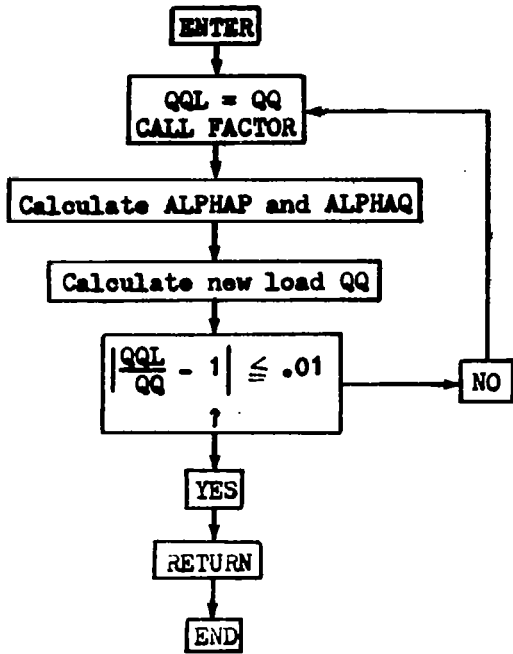 ENTER
QQL = QQ
CALL FACTOR
Calculate ALPHAP and ALPHAQ
Calculate new load QQ
|QQL/QQ - 1| ≦ .01
?
NO
YES
RETURN
END